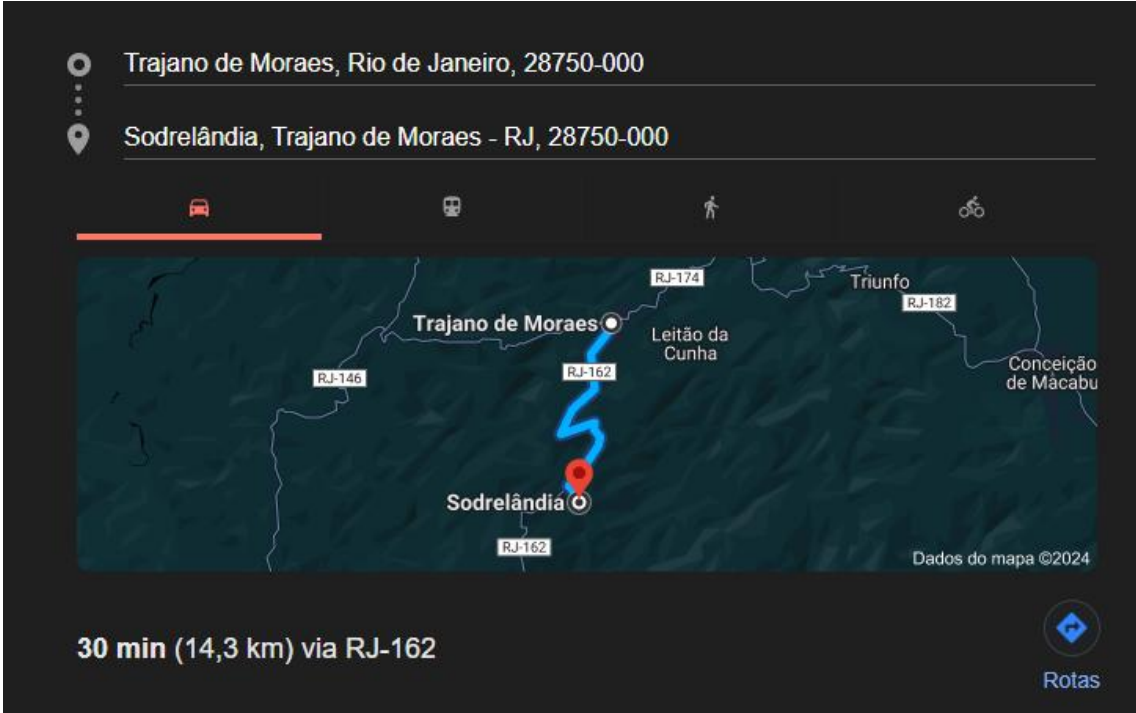 Trajano de Moraes, Rio de Janeiro, 28750-000
Sodrelândia, Trajano de Moraes - RJ, 28750-000
RJ-174
Triunfo
RJ-182
Trajano de Moraes
Leitão da
Cunha
Conceição
de Macabu
RJ-162
RJ-146
Sodrelândia
RJ-162
Dados do mapa ©2024
30 min (14,3 km) via RJ-162
Rotas